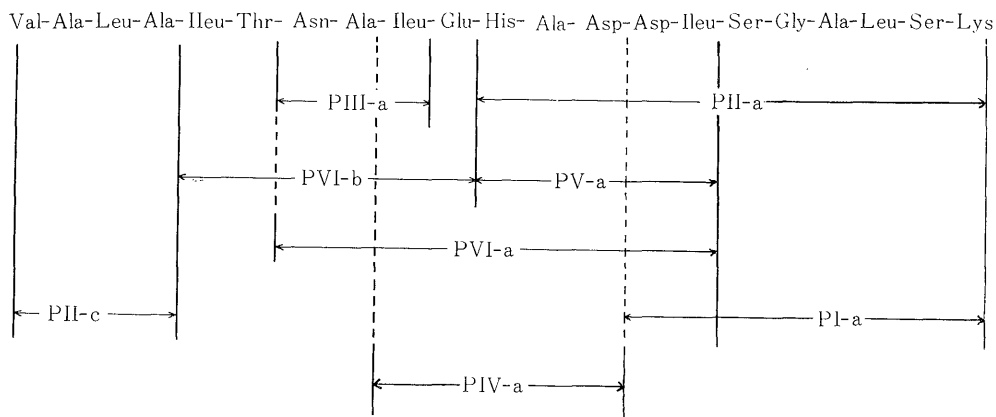 Val-Ala-Leu-Ala-Ileu-Thr- Asn- Ala- Ileu- Glu- His- Ala- Asp- Asp-Ileu-Ser-Gly-Ala-Leu-Ser-Lys
PIII-a PII-a
PVI-b PV-a
PVI-a
PII-c PI-a
PIV-a